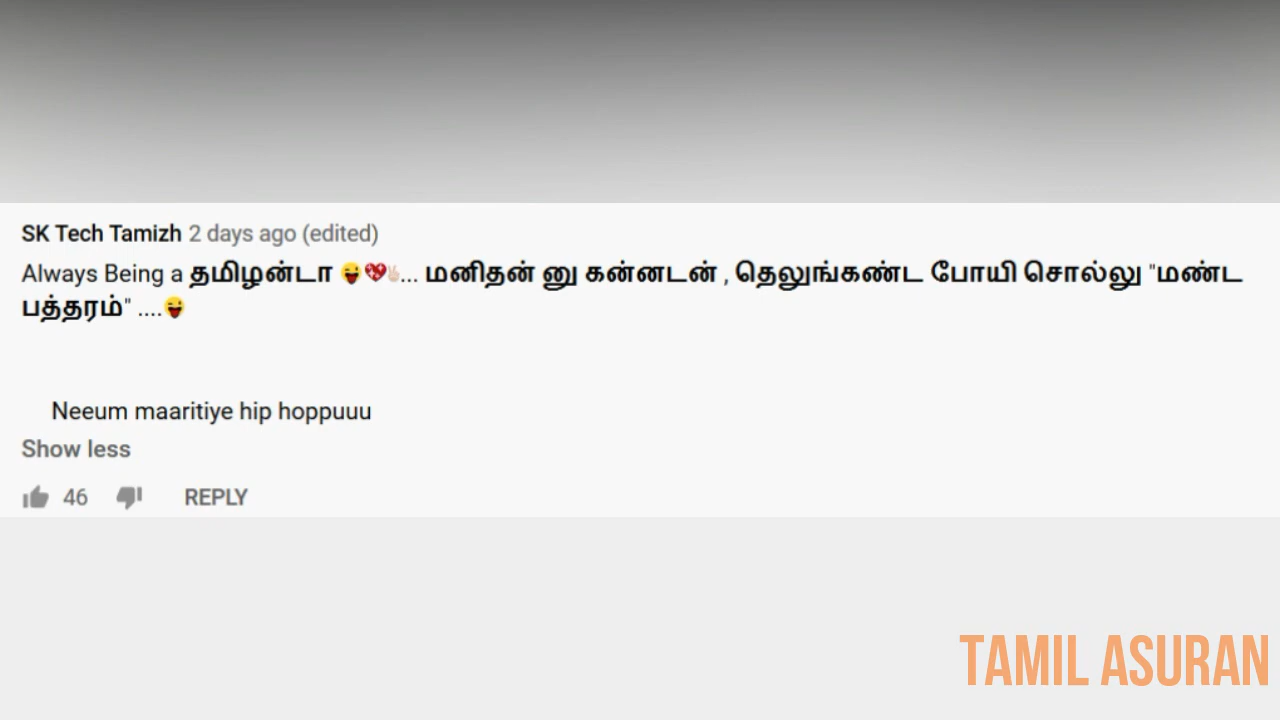 SK Tech Tamizh 2 days ago (edited)
Always Being a தமிழன்டா 😜💖✌🏻... மனிதன் னு கன்னடன் , தெலுங்கண்ட போயி சொல்லு "மண்ட
பத்தரம்" ....😜
Neeum maaritiye hip hoppuuu
Show less
46 REPLY
TAMIL ASURAN